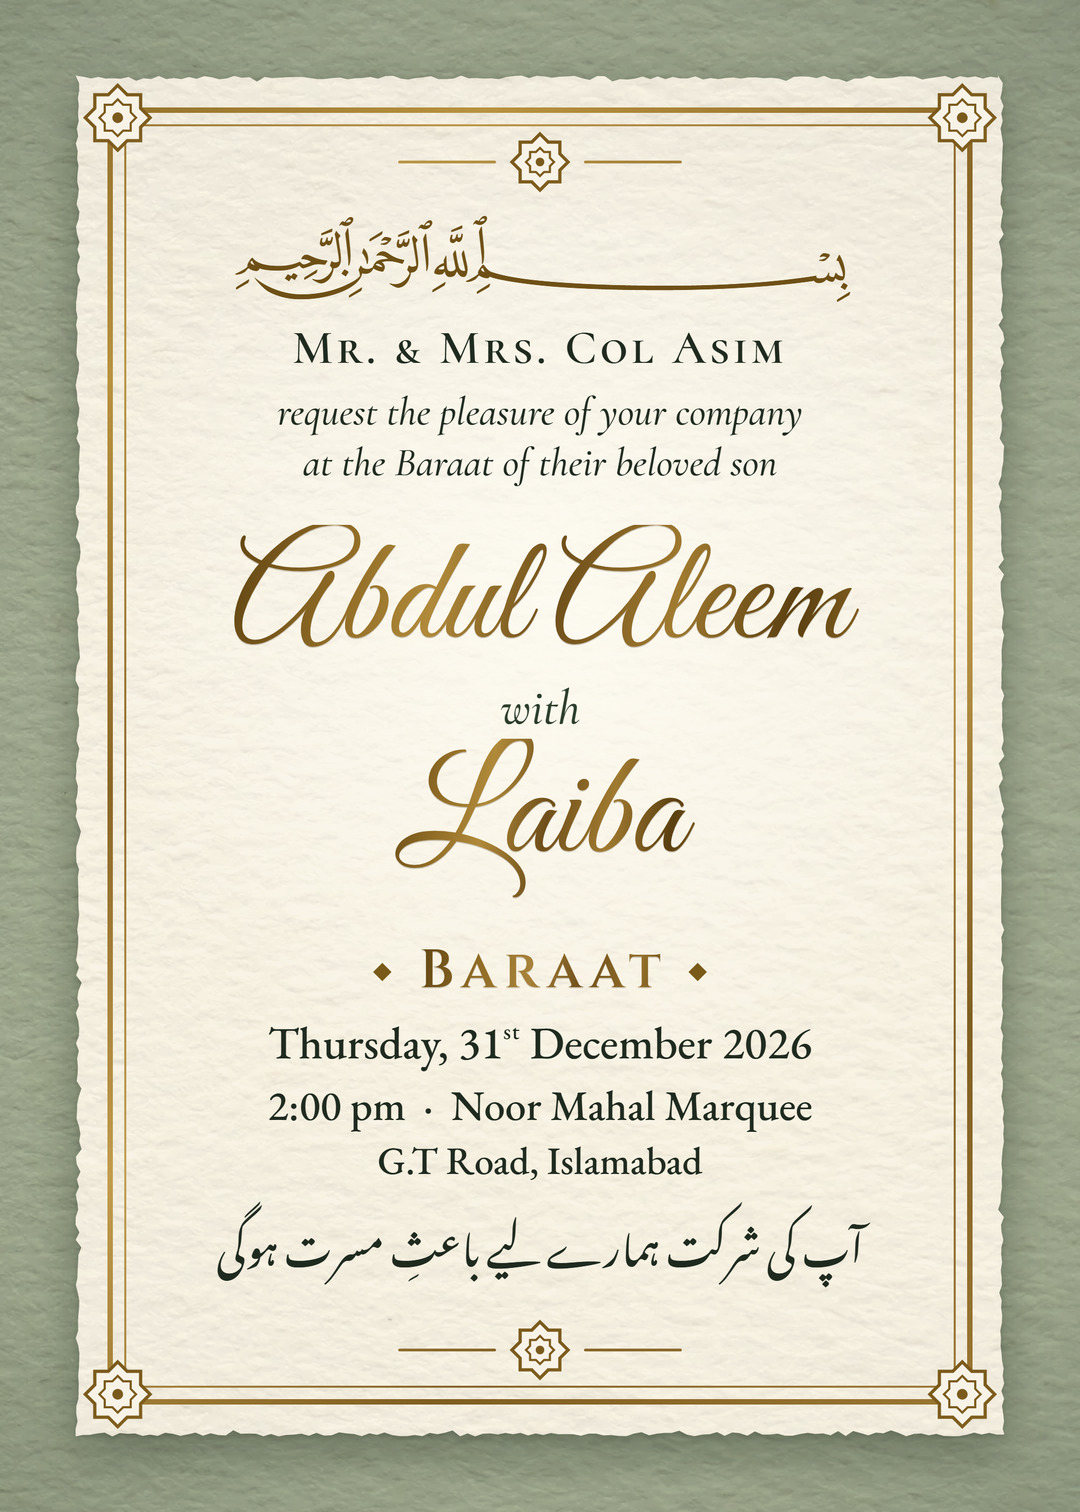 بِسْمِ ٱللَّهِ ٱلرَّحْمَٰنِ ٱلرَّحِيمِ
Mr. & Mrs. Col Asim
request the pleasure of your company
at the Baraat of their beloved son
Abdul Aleem
with
Laiba
Baraat
Thursday, 31st December 2026
2:00 pm · Noor Mahal Marquee
G.T Road, Islamabad
آپ کی شرکت ہمارے لیے باعثِ مسرت ہوگی